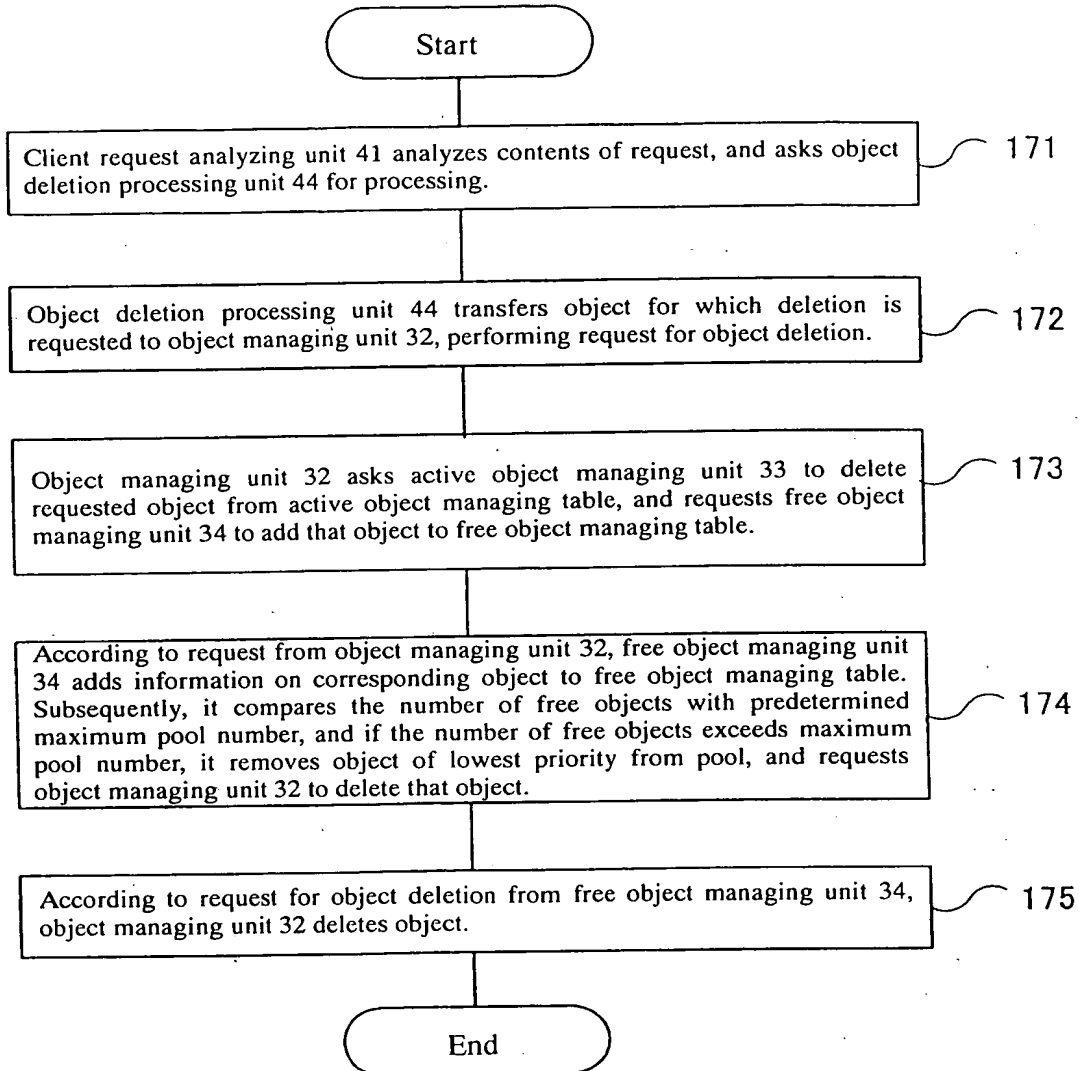 Start
Client request analyzing unit 41 analyzes contents of request, and asks object
deletion processing unit 44 for processing.
171
Object deletion processing unit 44 transfers object for which deletion is
requested to object managing unit 32, performing request for object deletion.
172
Object managing unit 32 asks active object managing unit 33 to delete
requested object from active object managing table, and requests free object
managing unit 34 to add that object to free object managing table.
173
According to request from object managing unit 32, free object managing unit
34 adds information on corresponding object to free object managing table.
Subsequently, it compares the number of free objects with predetermined
maximum pool number, and if the number of free objects exceeds maximum
pool number, it removes object of lowest priority from pool, and requests
object managing unit 32 to delete that object.
174
According to request for object deletion from free object managing unit 34,
object managing unit 32 deletes object.
175
End